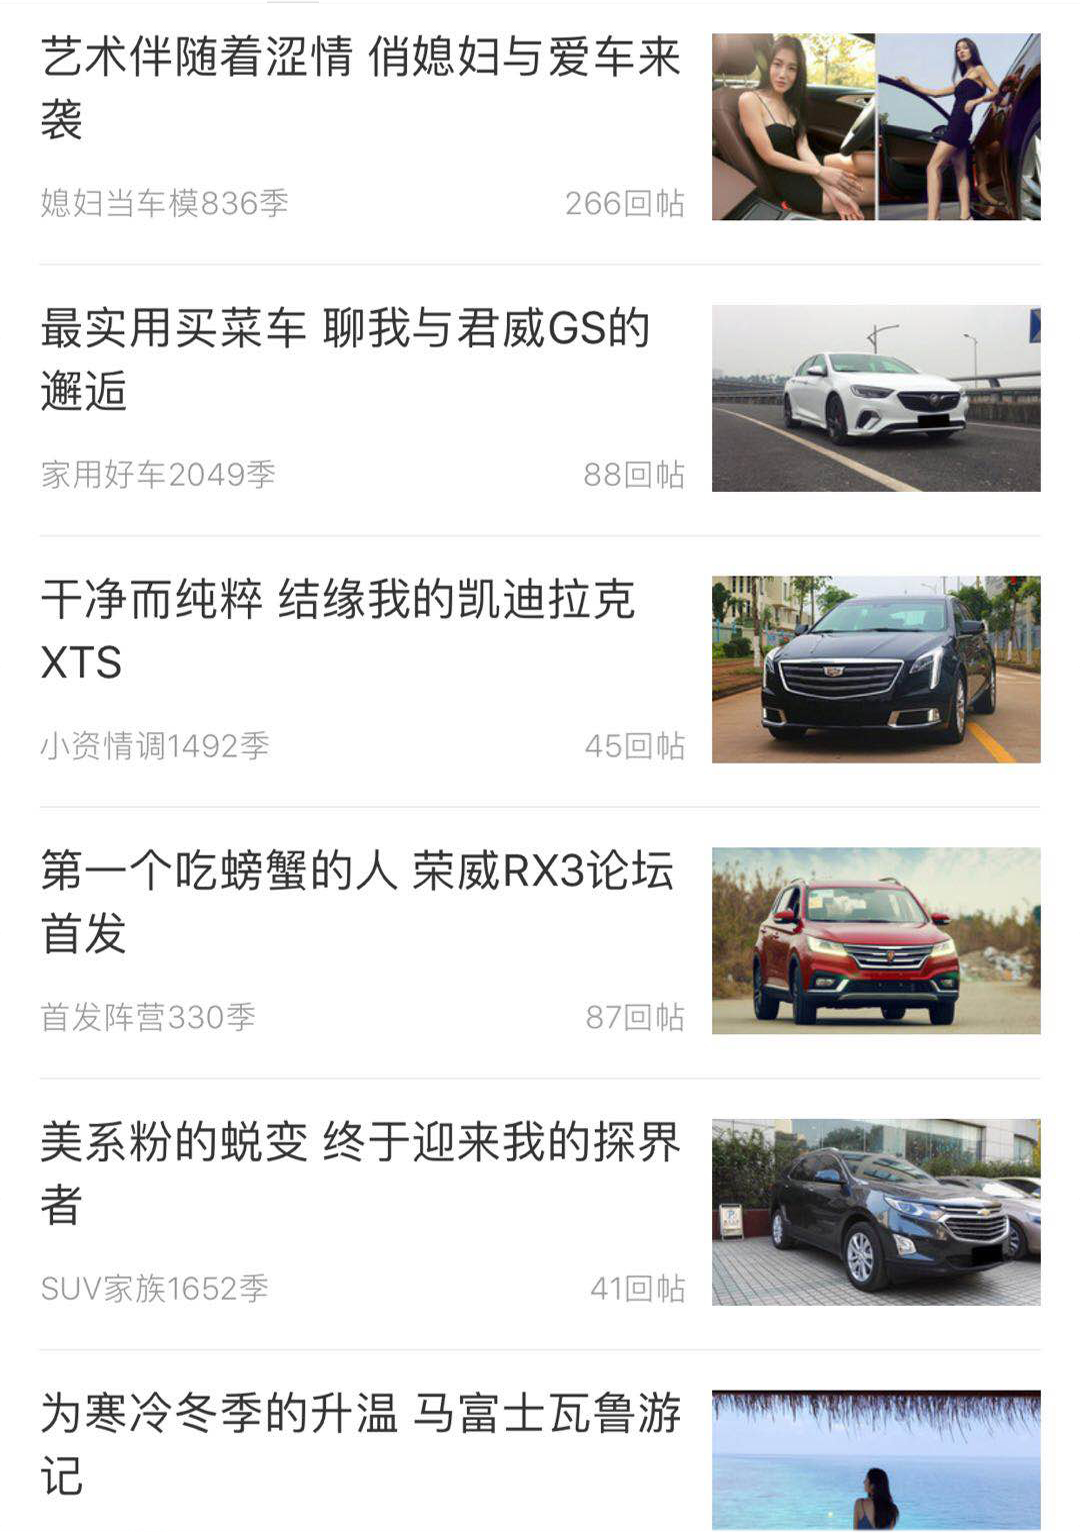 艺术伴随着涩情 俏媳妇与爱车来
袭
媳妇当车模836季
266回帖
最实用买菜车 聊我与君威GS的
邂逅
家用好车2049季
88回帖
干净而纯粹 结缘我的凯迪拉克
XTS
小资情调1492季
45回帖
第一个吃螃蟹的人 荣威RX3论坛
首发
首发阵营330季
87回帖
美系粉的蜕变 终于迎来我的探界
者
SUV家族1652季
41回帖
为寒冷冬季的升温 马富士瓦鲁游
记